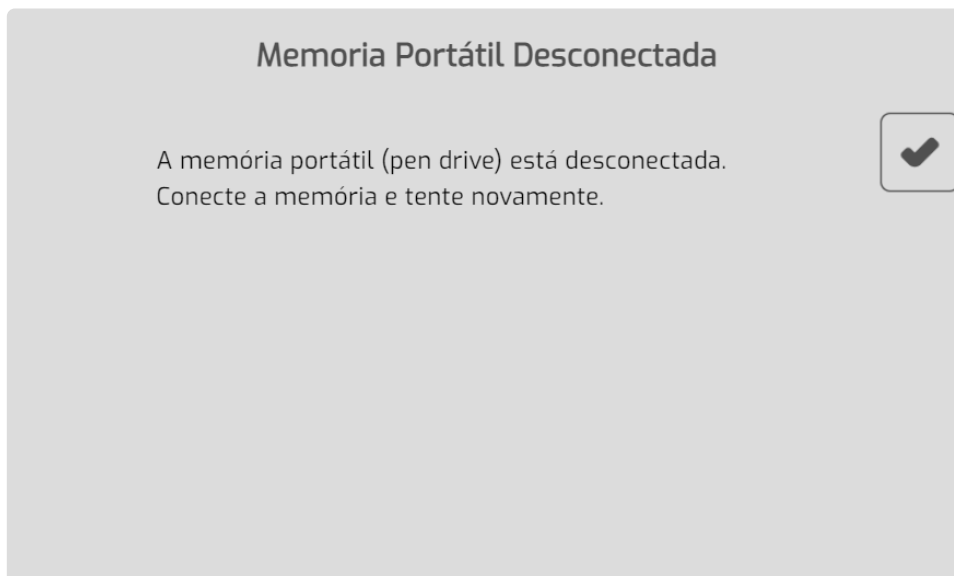 Memoria Portátil Desconectada
A memória portátil (pen drive) está desconectada.
Conecte a memória e tente novamente.